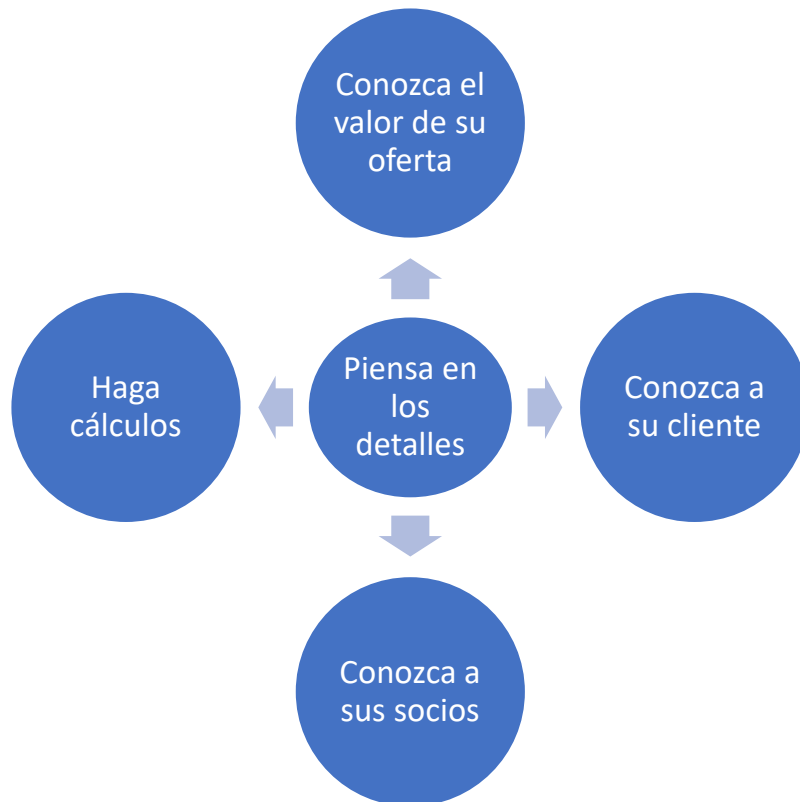 Conozca el
valor de su
oferta
Haga
cálculos
Piensa en
los
detalles
Conozca a
su cliente
Conozca a
sus socios